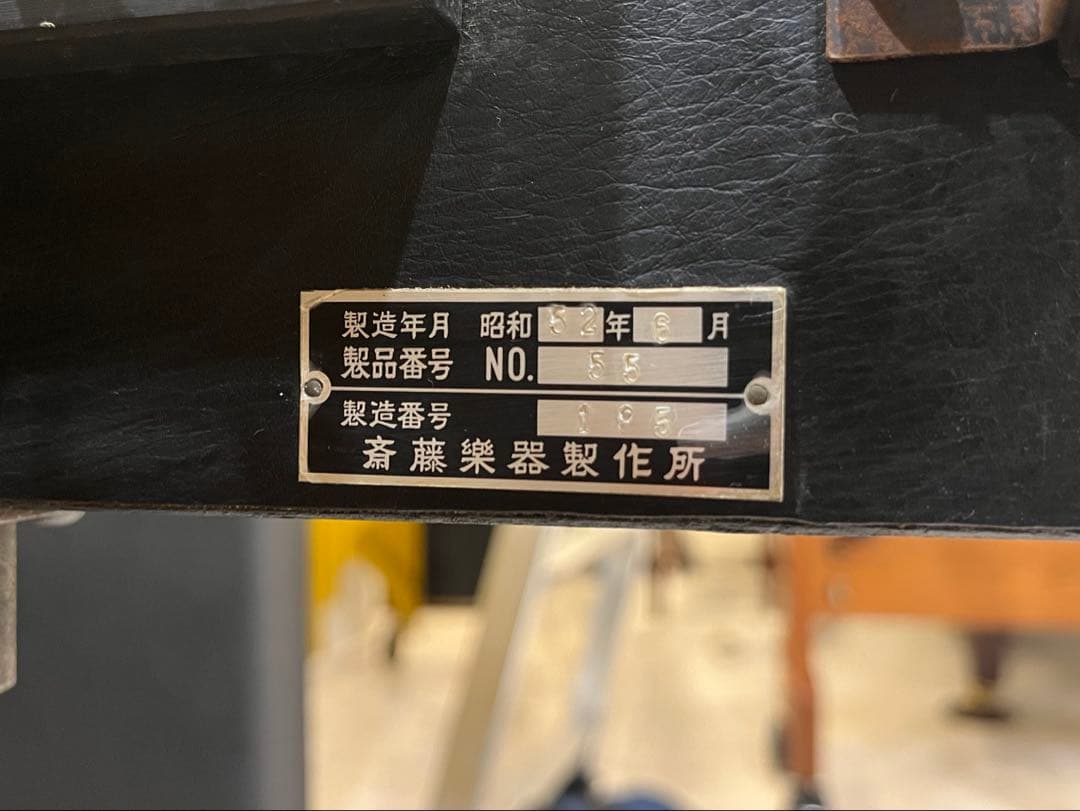 製造年月 昭和 52 年 6 月
製品番号 NO. 55
製造番号 195
斎藤樂器製作所